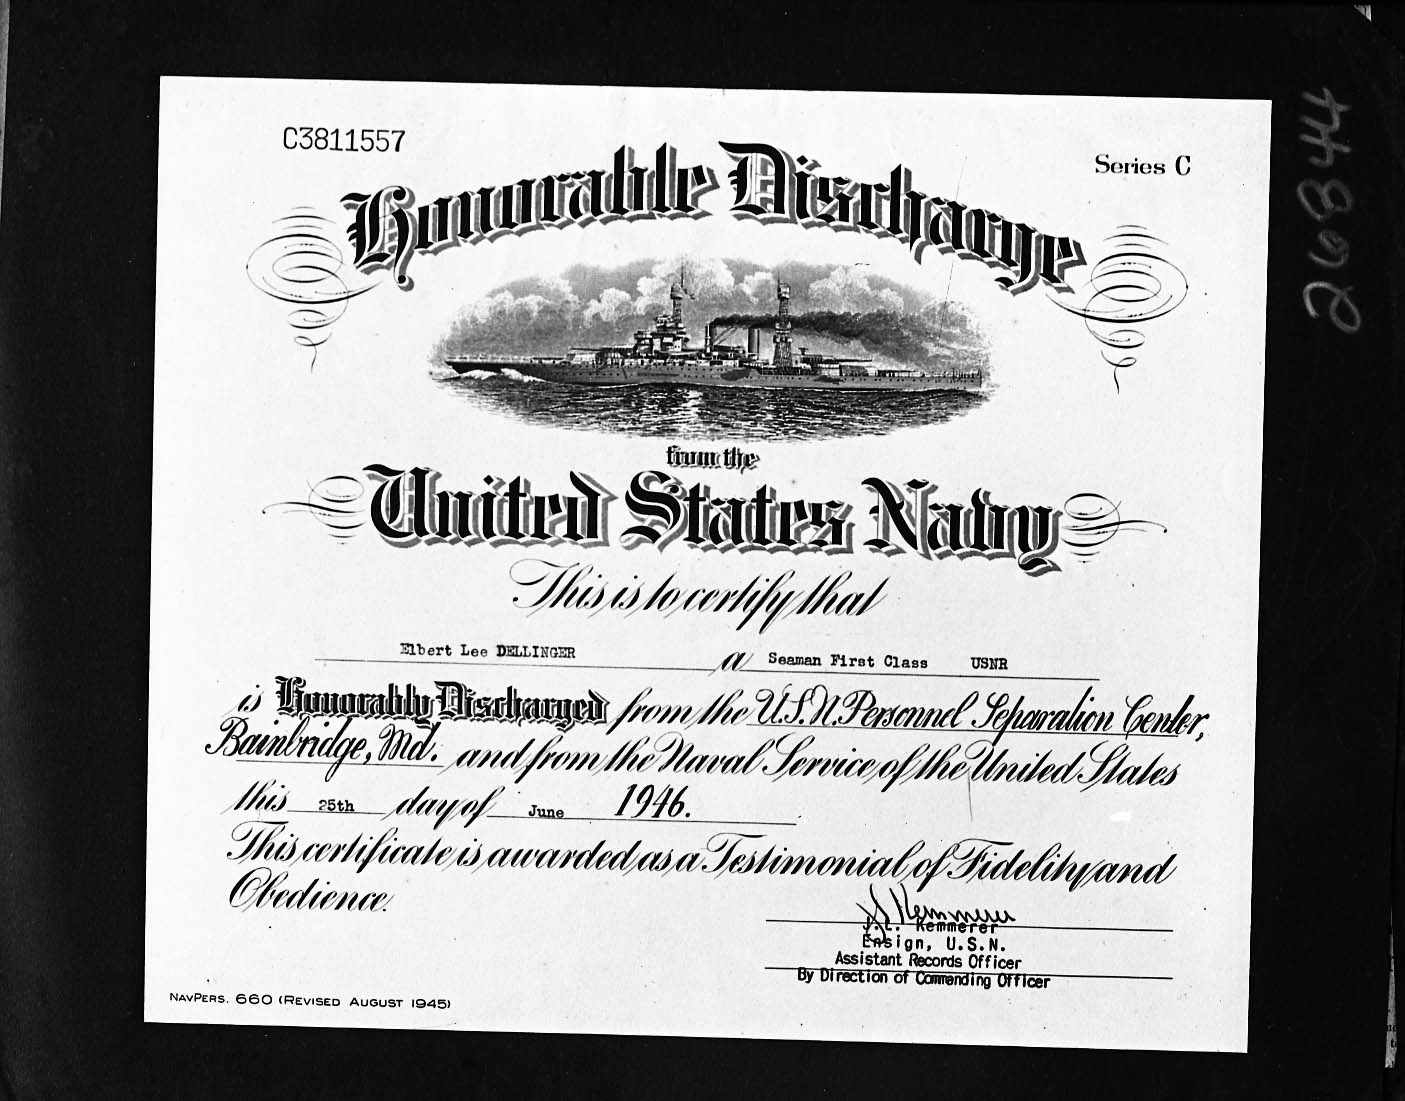 C3811557
Series C
Honorable Discharge
from the
United States Navy
This is to certify that
Elbert Lee DELLINGER a Seaman First Class USNR
is Honorably Discharged from the U.S.N. Personnel Separation Center,
Bainbridge, Md. and from the Naval Service of the United States
this 25th day of June 1946.
This certificate is awarded as a Testimonial of Fidelity and
Obedience.
Kemmerer
J. L. Kemmerer
Ensign, U.S.N.
Assistant Records Officer
By Direction of Commanding Officer
NAVPERS. 660 (REVISED AUGUST 1945)
26844